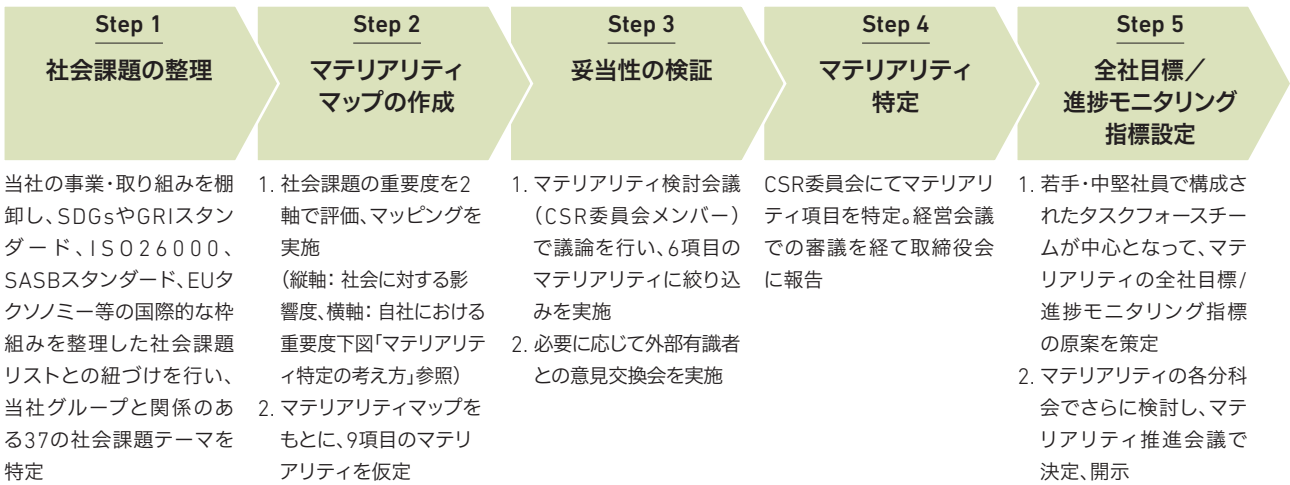 Step 1
社会課題の整理
当社の事業・取り組みを棚
卸し、SDGsやGRIスタン
ダード、ISO26000、
SASBスタンダード、EUタ
クソノミー等の国際的な枠
組みを整理した社会課題
リストとの紐づけを行い、
当社グループと関係のあ
る37の社会課題テーマを
特定
Step 2
マテリアリティ
マップの作成
1. 社会課題の重要度を2
軸で評価、マッピングを
実施
（縦軸：社会に対する影
響度、横軸：自社における
重要度下図「マテリアリテ
ィ特定の考え方」参照）
2. マテリアリティマップを
もとに、9項目のマテリ
アリティを仮定
Step 3
妥当性の検証
1. マテリアリティ検討会議
（CSR委員会メンバー）
で議論を行い、6項目の
マテリアリティに絞り込
みを実施
2. 必要に応じて外部有識者
との意見交換会を実施
Step 4
マテリアリティ
特定
CSR委員会にてマテリアリ
ティ項目を特定。経営会議
での審議を経て取締役会
に報告
Step 5
全社目標／
進捗モニタリング
指標設定
1. 若手・中堅社員で構成さ
れたタスクフォースチー
ムが中心となって、マテ
リアリティの全社目標/
進捗モニタリング指標
の原案を策定
2. マテリアリティの各分科
会でさらに検討し、マテ
リアリティ推進会議で
決定、開示